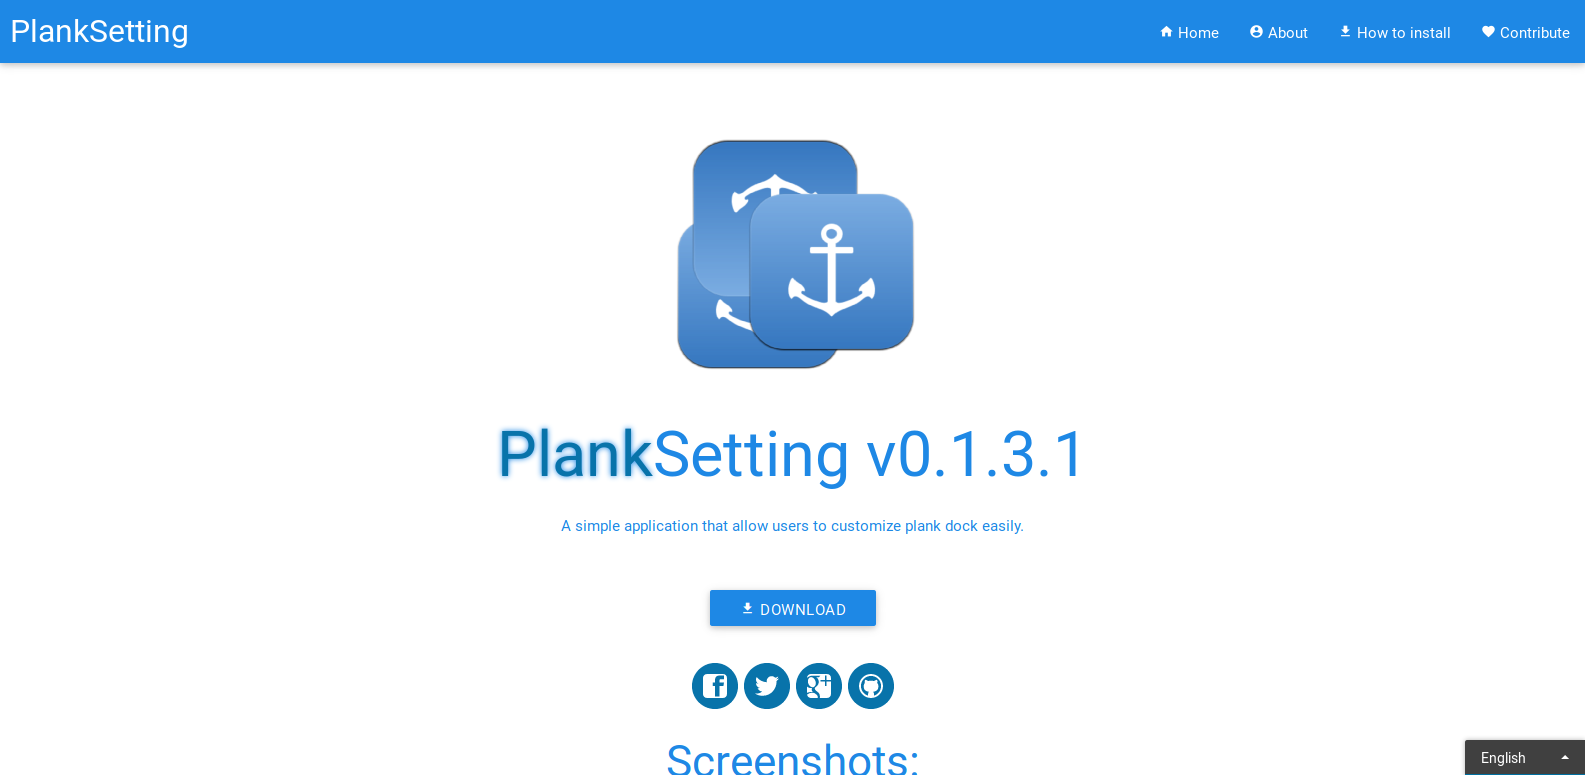 PlankSetting
Home
About
How to install
Contribute
PlankSetting v0.1.3.1
A simple application that allow users to customize plank dock easily.
DOWNLOAD
Screenshots:
English